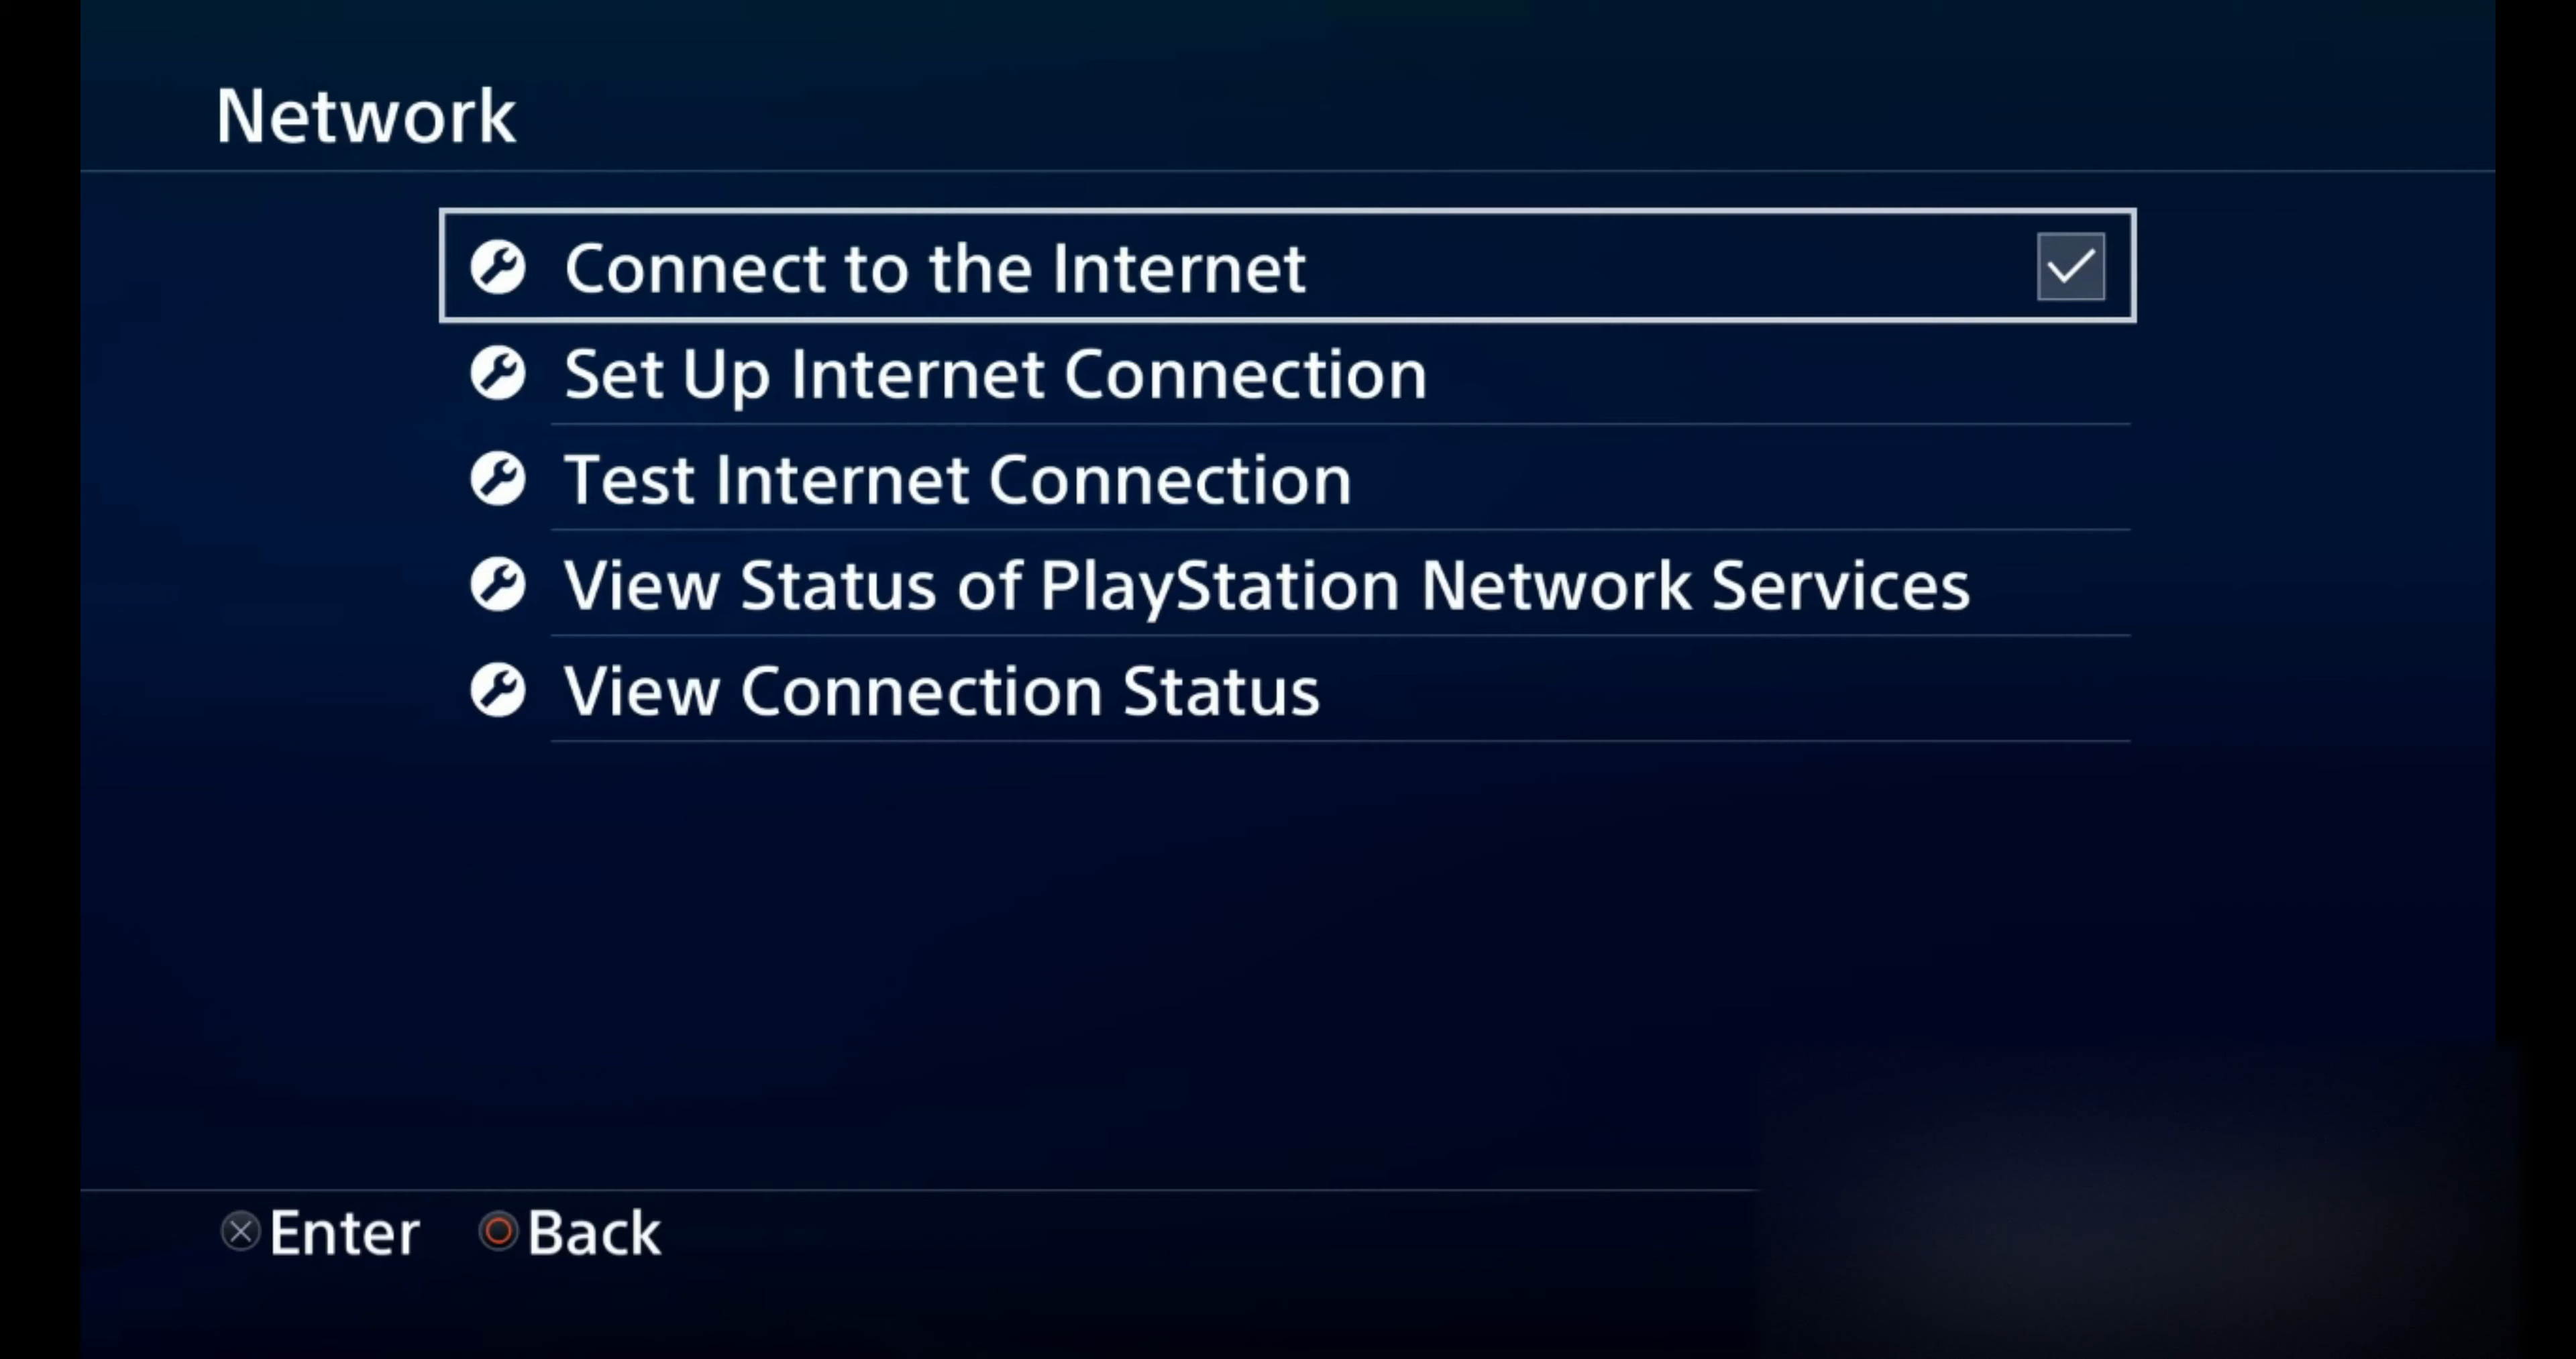 Network
Connect to the Internet
Set Up Internet Connection
Test Internet Connection
View Status of PlayStation Network Services
View Connection Status
Enter Back